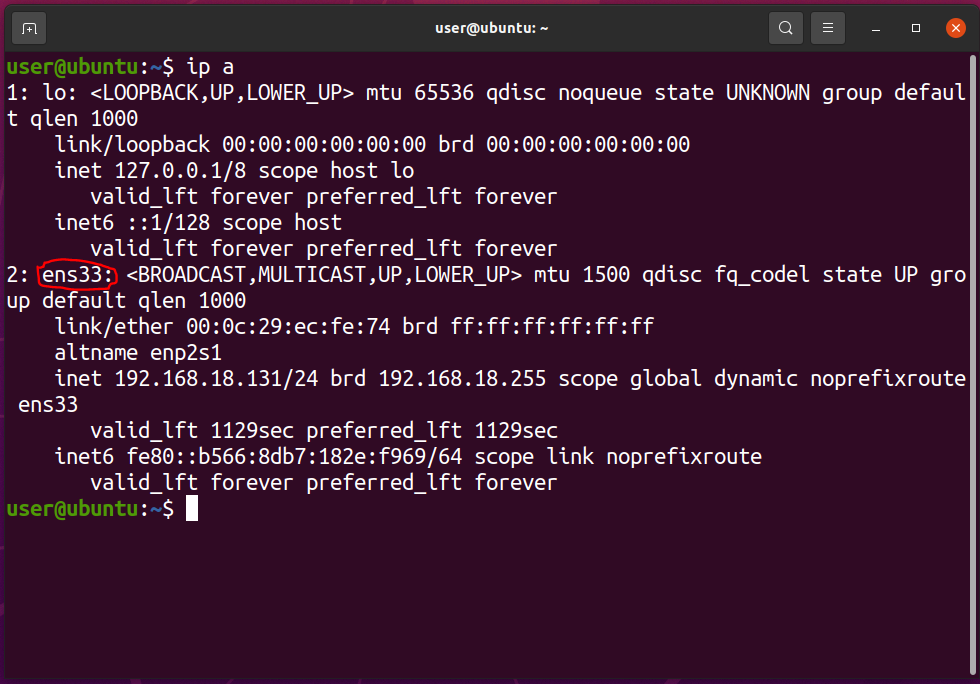 user@ubuntu: ~
user@ubuntu:~$ ip a
1: lo: <LOOPBACK,UP,LOWER_UP> mtu 65536 qdisc noqueue state UNKNOWN group defaul
t qlen 1000
    link/loopback 00:00:00:00:00:00 brd 00:00:00:00:00:00
    inet 127.0.0.1/8 scope host lo
       valid_lft forever preferred_lft forever
    inet6 ::1/128 scope host
       valid_lft forever preferred_lft forever
2: ens33: <BROADCAST,MULTICAST,UP,LOWER_UP> mtu 1500 qdisc fq_codel state UP gro
up default qlen 1000
    link/ether 00:0c:29:ec:fe:74 brd ff:ff:ff:ff:ff:ff
    altname enp2s1
    inet 192.168.18.131/24 brd 192.168.18.255 scope global dynamic noprefixroute
 ens33
       valid_lft 1129sec preferred_lft 1129sec
    inet6 fe80::b566:8db7:182e:f969/64 scope link noprefixroute
       valid_lft forever preferred_lft forever
user@ubuntu:~$